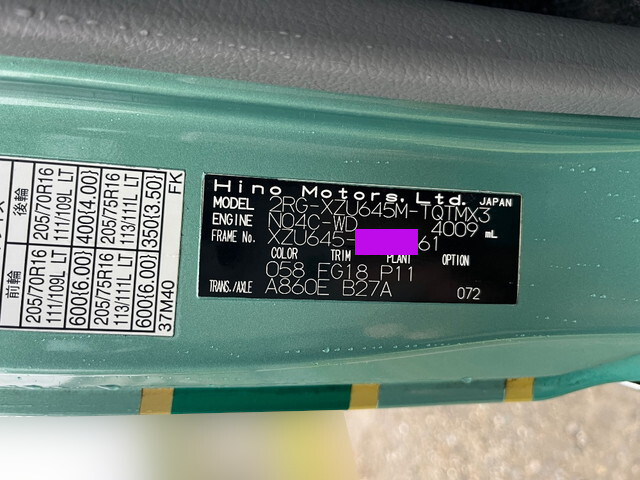 Hino Motors, Ltd. JAPAN
MODEL 2RG-XZU645M-TQTMX3
ENGINE N04C-WD 4009 mL
FRAME No. XZU645- 61
COLOR TRIM PLANT OPTION
058 FG18 P11
TRANS./AXLE A860E B27A 072
前輪 後輪
205/70R16 205/70R16
111/109L LT 111/109L LT
600{6.00} 400{4.00}
205/75R16 205/75R16
113/111L LT 113/111L LT
600{6.00} 350{3.50}
37M40 FK